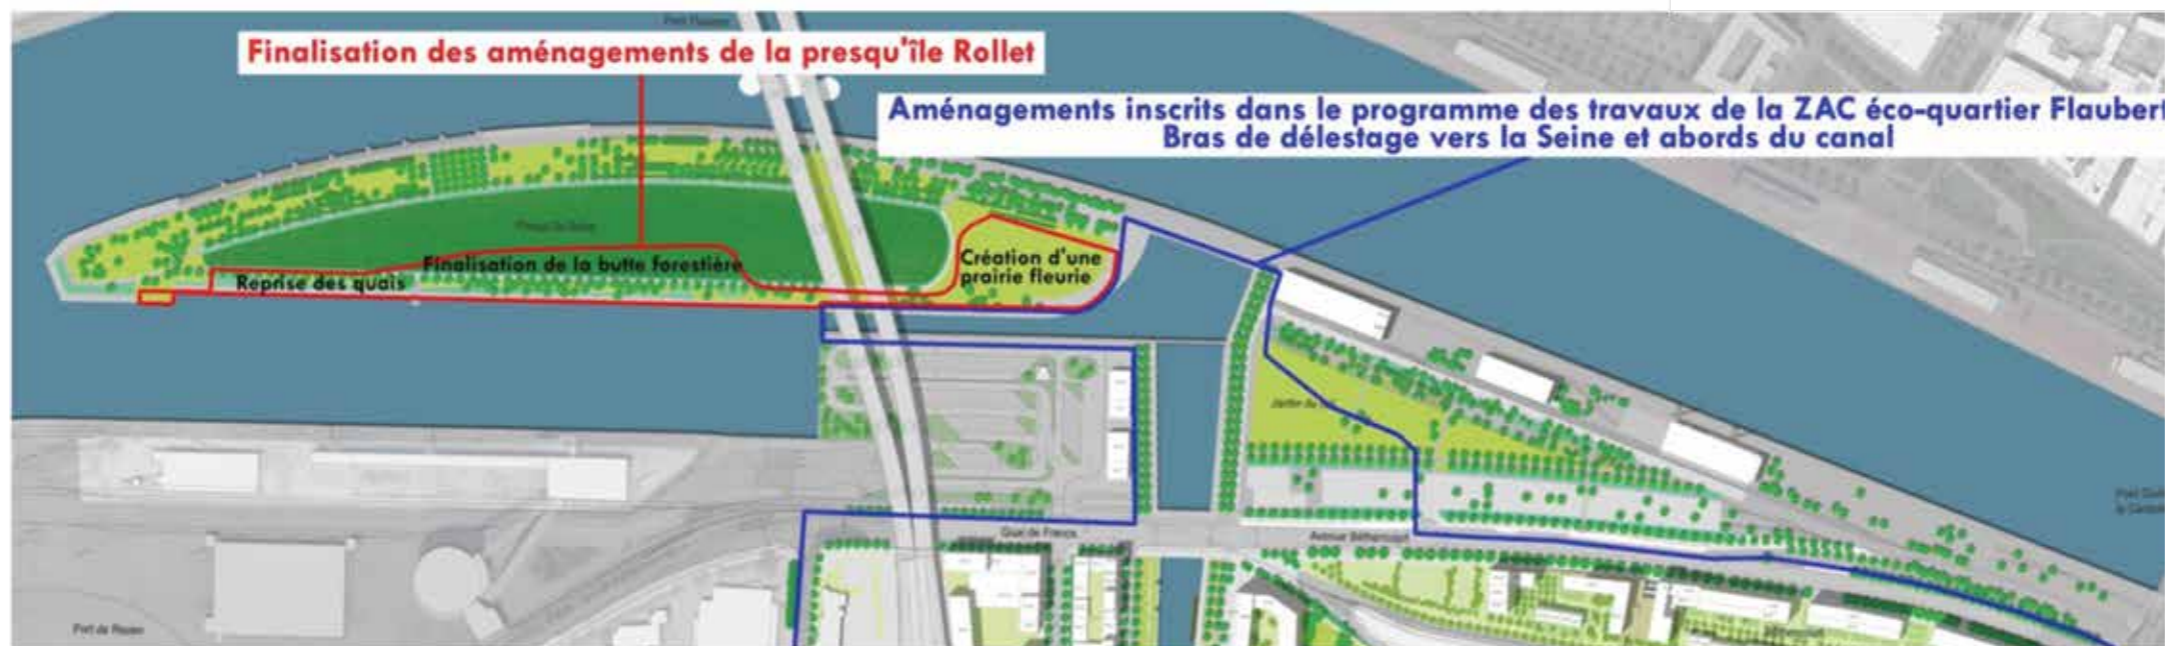 Finalisation des aménagements de la presqu'île Rollet
Aménagements inscrits dans le programme des travaux de la ZAC éco-quartier Flaubert
Bras de délestage vers la Seine et abords du canal
Finalisation de la butte forestière
Reprise des quais
Création d'une
prairie fleurie
Quai de France
Avenue Béthencourt
Port de Rouen